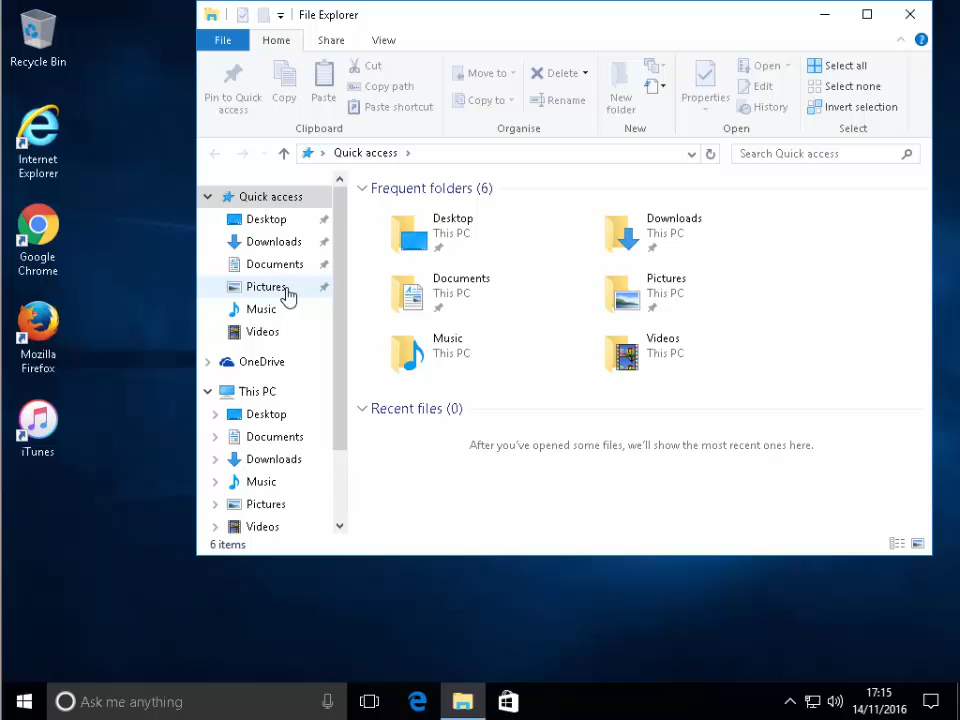 Recycle Bin
Internet
Explorer
Google
Chrome
Mozilla
Firefox
iTunes
File Explorer
File
Home
Share
View
Pin to Quick
access
Copy
Paste
Cut
Copy path
Paste shortcut
Clipboard
Move to
Copy to
Delete
Rename
Organise
New
folder
New
Properties
Open
Edit
History
Open
Select all
Select none
Invert selection
Select
Quick access
Search Quick access
Quick access
Desktop
Downloads
Documents
Pictures
Music
Videos
OneDrive
This PC
Desktop
Documents
Downloads
Music
Pictures
Videos
Frequent folders (6)
Desktop
This PC
Downloads
This PC
Documents
This PC
Pictures
This PC
Music
This PC
Videos
This PC
Recent files (0)
After you've opened some files, we'll show the most recent ones here.
6 items
Ask me anything
17:15
14/11/2016